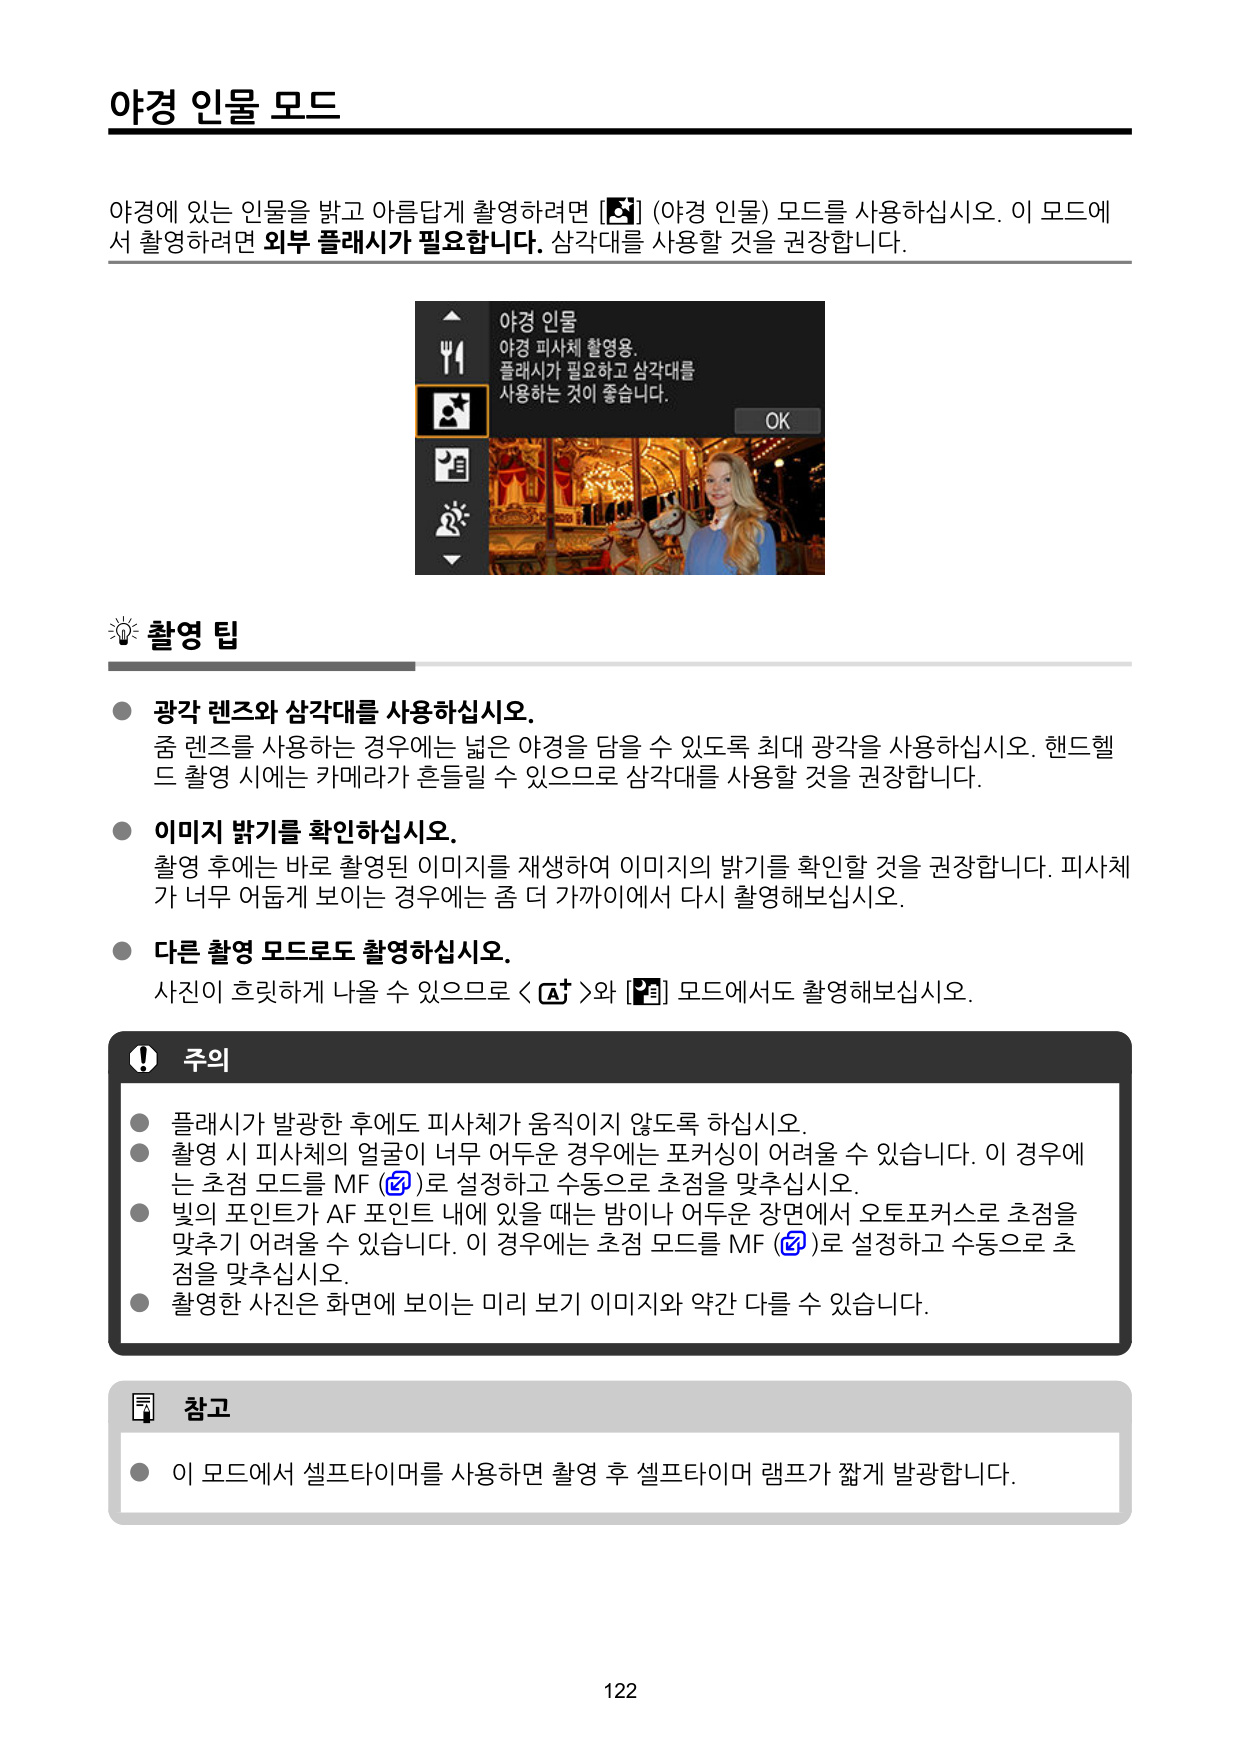 야경 인물 모드
야경에 있는 인물을 밝고 아름답게 촬영하려면 [] (야경 인물) 모드를 사용하십시오. 이 모드에
서 촬영하려면 외부 플래시가 필요합니다. 삼각대를 사용할 것을 권장합니다.
야경 인물
야경 피사체 촬영용.
플래시가 필요하고 삼각대를
사용하는 것이 좋습니다.
OK
촬영 팁
● 광각 렌즈와 삼각대를 사용하십시오.
줌 렌즈를 사용하는 경우에는 넓은 야경을 담을 수 있도록 최대 광각을 사용하십시오. 핸드헬
드 촬영 시에는 카메라가 흔들릴 수 있으므로 삼각대를 사용할 것을 권장합니다.
● 이미지 밝기를 확인하십시오.
촬영 후에는 바로 촬영된 이미지를 재생하여 이미지의 밝기를 확인할 것을 권장합니다. 피사체
가 너무 어둡게 보이는 경우에는 좀 더 가까이에서 다시 촬영해보십시오.
● 다른 촬영 모드로도 촬영하십시오.
사진이 흐릿하게 나올 수 있으므로 < A+ >와 [] 모드에서도 촬영해보십시오.
주의
● 플래시가 발광한 후에도 피사체가 움직이지 않도록 하십시오.
● 촬영 시 피사체의 얼굴이 너무 어두운 경우에는 포커싱이 어려울 수 있습니다. 이 경우에
는 초점 모드를 MF ()로 설정하고 수동으로 초점을 맞추십시오.
● 빛의 포인트가 AF 포인트 내에 있을 때는 밤이나 어두운 장면에서 오토포커스로 초점을
맞추기 어려울 수 있습니다. 이 경우에는 초점 모드를 MF ()로 설정하고 수동으로 초
점을 맞추십시오.
● 촬영한 사진은 화면에 보이는 미리 보기 이미지와 약간 다를 수 있습니다.
참고
● 이 모드에서 셀프타이머를 사용하면 촬영 후 셀프타이머 램프가 짧게 발광합니다.
122